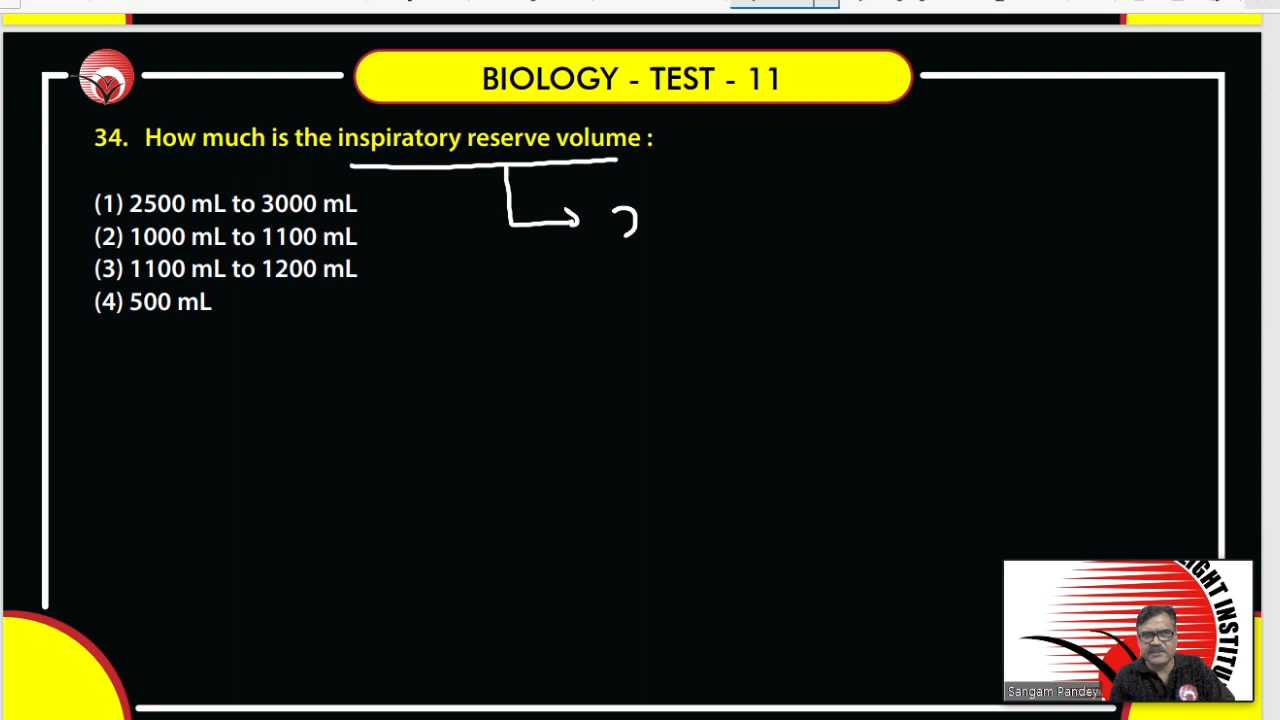 BIOLOGY - TEST - 11
34. How much is the inspiratory reserve volume :
(1) 2500 mL to 3000 mL
(2) 1000 mL to 1100 mL
(3) 1100 mL to 1200 mL
(4) 500 mL
Sangam Pandey